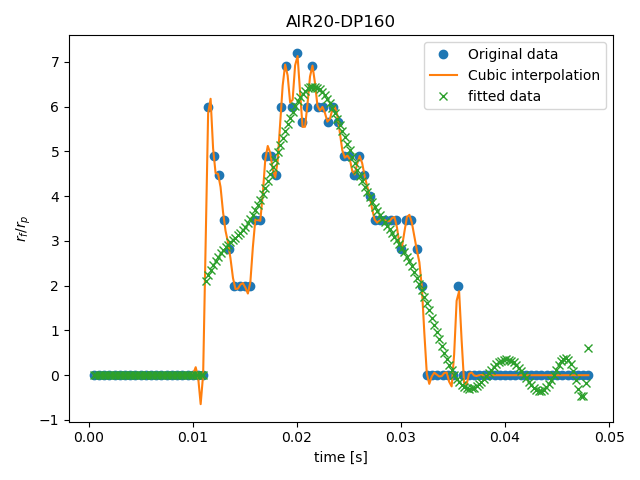 AIR20-DP160
Original data
Cubic interpolation
fitted data
r_f/r_p
7
6
5
4
3
2
1
0
−1
0.00 0.01 0.02 0.03 0.04 0.05
time [s]